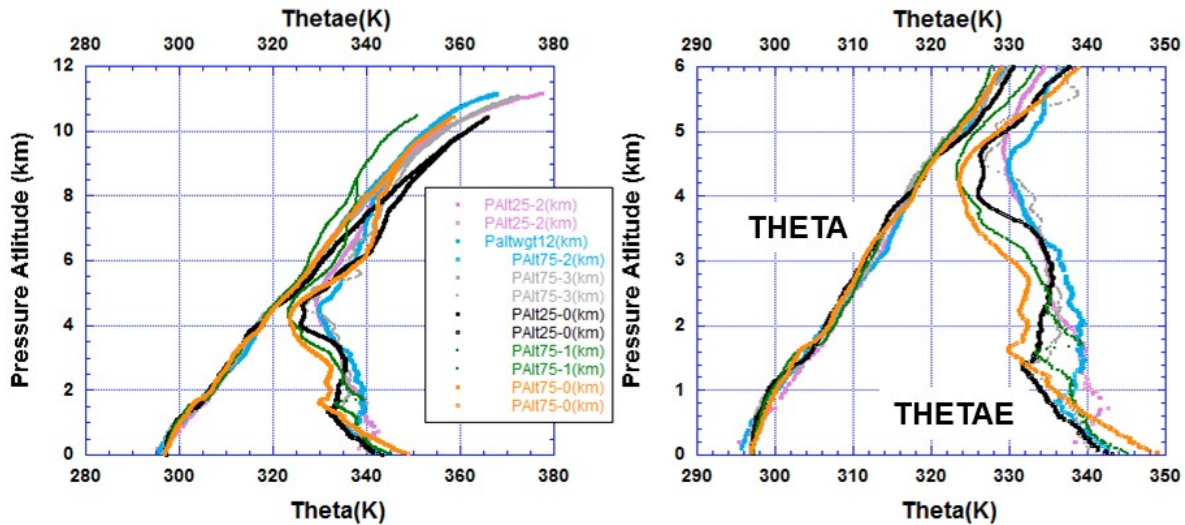 Thetae(K)
280 300 320 340 360 380
12
10
8
6
4
2
0
Pressure Atlitude (km)
PAlt25-2(km)
PAlt25-2(km)
Paltwgt12(km)
PAlt75-2(km)
PAlt75-3(km)
PAlt75-3(km)
PAlt25-0(km)
PAlt25-0(km)
PAlt75-1(km)
PAlt75-1(km)
PAlt75-0(km)
PAlt75-0(km)
280 300 320 340 360 380
Theta(K)
Thetae(K)
290 300 310 320 330 340 350
6
5
4
3
2
1
0
Pressure Altitude (km)
THETA
THETAE
290 300 310 320 330 340 350
Theta(K)